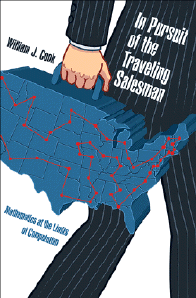 In Pursuit
of the
Traveling
Salesman
William J. Cook
Mathematics at the Limits
of Computation